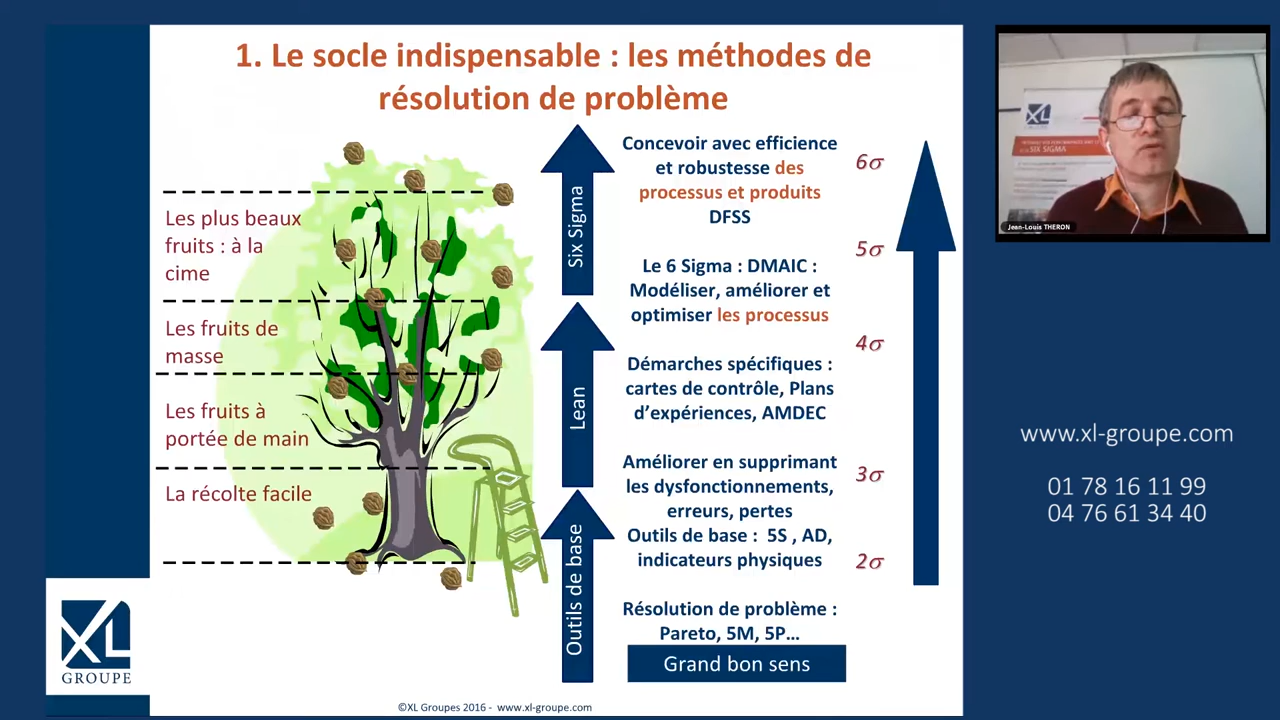 1. Le socle indispensable : les méthodes de
résolution de problème
Les plus beaux
fruits : à la
cime
Les fruits de
masse
Les fruits à
portée de main
La récolte facile
Six Sigma
Lean
Outils de base
Concevoir avec efficience
et robustesse des
processus et produits
DFSS
Le 6 Sigma : DMAIC :
Modéliser, améliorer et
optimiser les processus
Démarches spécifiques :
cartes de contrôle, Plans
d’expériences, AMDEC
Améliorer en supprimant
les dysfonctionnements,
erreurs, pertes
Outils de base : 5S , AD,
indicateurs physiques
Résolution de problème :
Pareto, 5M, 5P…
Grand bon sens
6σ
5σ
4σ
3σ
2σ
XL
GROUPE
©XL Groupes 2016 - www.xl-groupe.com
XL
SIX SIGMA
Jean-Louis THERON
www.xl-groupe.com
01 78 16 11 99
04 76 61 34 40